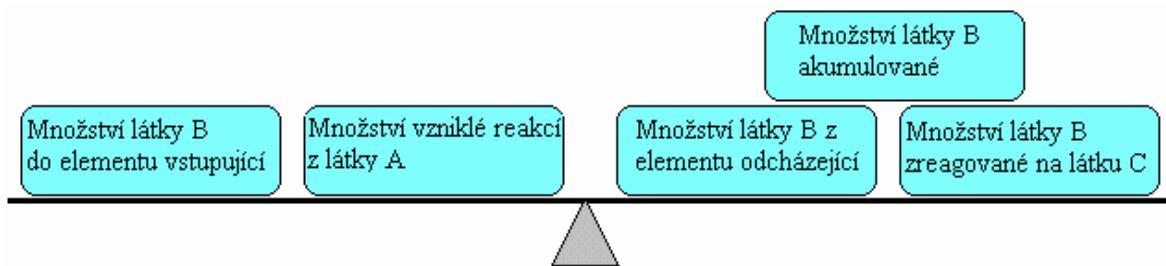 Množství látky B
akumulované
Množství látky B
do elementu vstupující
Množství vzniklé reakcí
z látky A
Množství látky B z
elementu odcházející
Množství látky B
zreagované na látku C